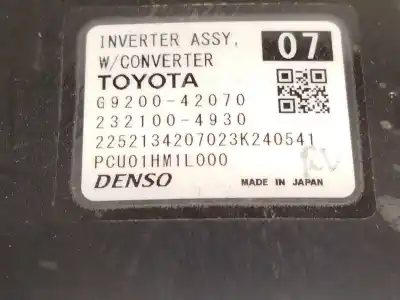 INVERTER ASSY,
07
W/CONVERTER
TOYOTA
G9200-42070
232100-4930
2252134207023K240541
PCU01HM1L000
DENSO
MADE IN JAPAN